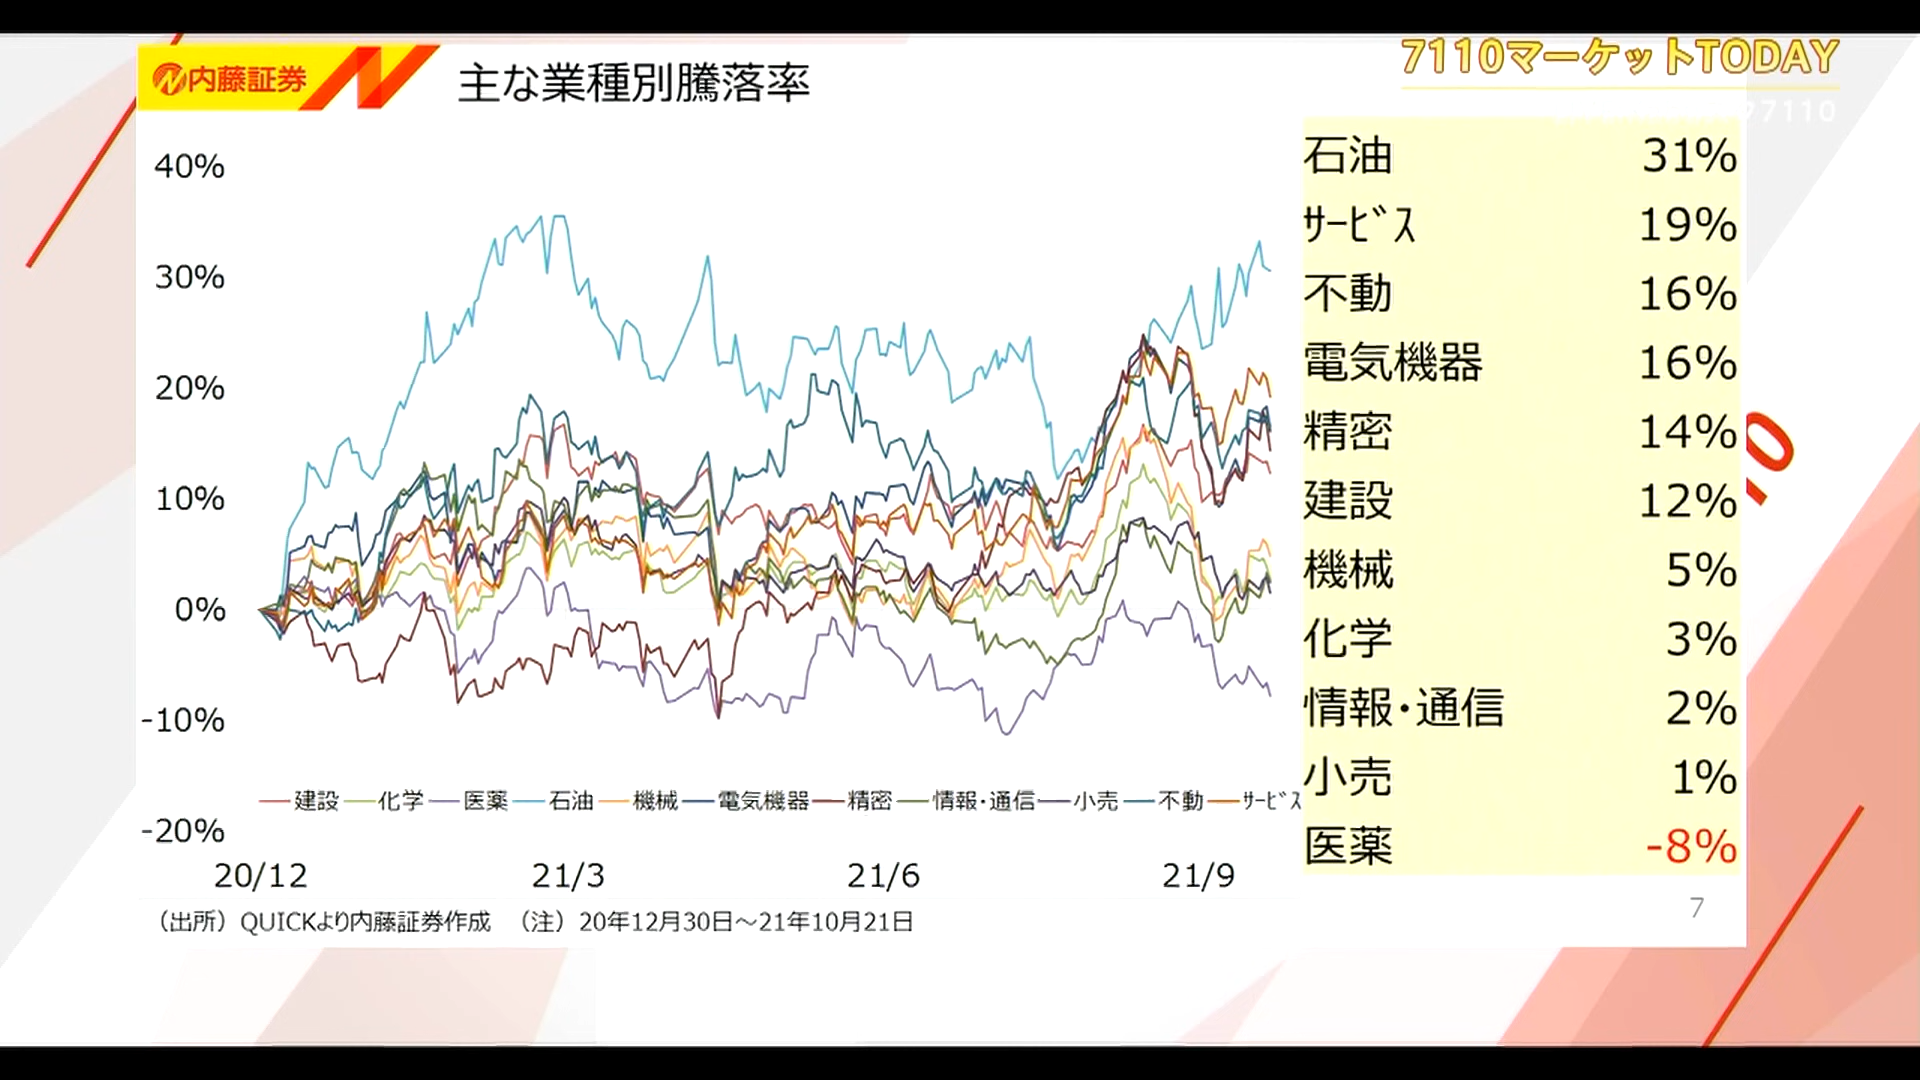 内藤証券
主な業種別騰落率
7110マーケットTODAY
77110
40%
30%
20%
10%
0%
-10%
-20%
石油 31%
ｻｰﾋﾞｽ 19%
不動 16%
電気機器 16%
精密 14%
建設 12%
機械 5%
化学 3%
情報・通信 2%
小売 1%
医薬 -8%
建設 化学 医薬 石油 機械 電気機器 精密 情報・通信 小売 不動 ｻｰﾋﾞｽ
20/12 21/3 21/6 21/9
（出所）QUICKより内藤証券作成 （注）20年12月30日～21年10月21日
7